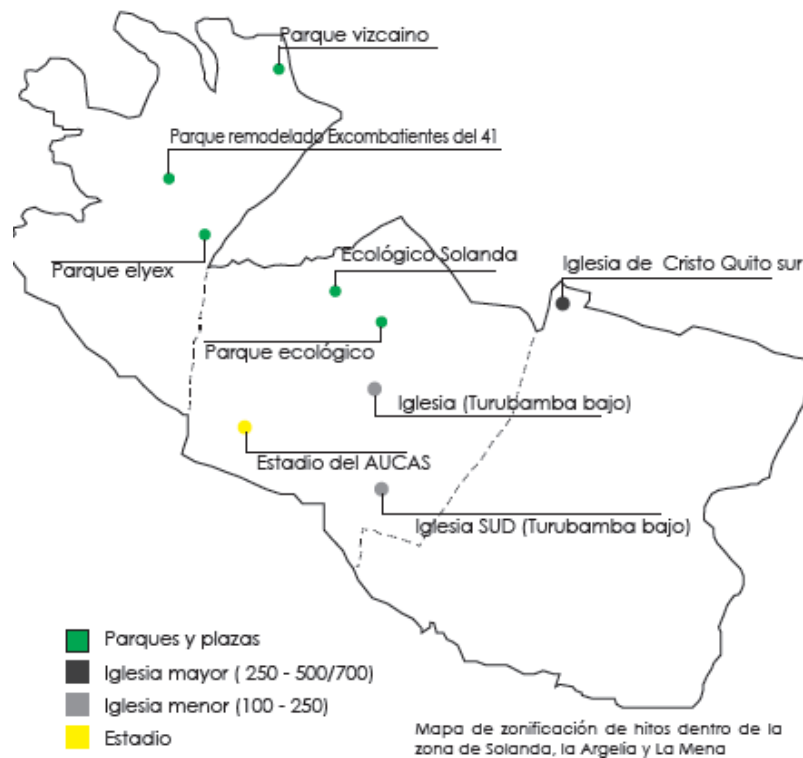 Parque vizcaino
Parque remodelado Excombatientes del 41
Parque elyex
Ecológico Solanda
Iglesia de Cristo Quito sur
Parque ecológico
Iglesia (Turubamba bajo)
Estadio del AUCAS
Iglesia SUD (Turubamba bajo)
Parques y plazas
Iglesia mayor ( 250 - 500/700)
Iglesia menor (100 - 250)
Estadio
Mapa de zonificación de hitos dentro de la
zona de Solanda, la Argelia y La Mena